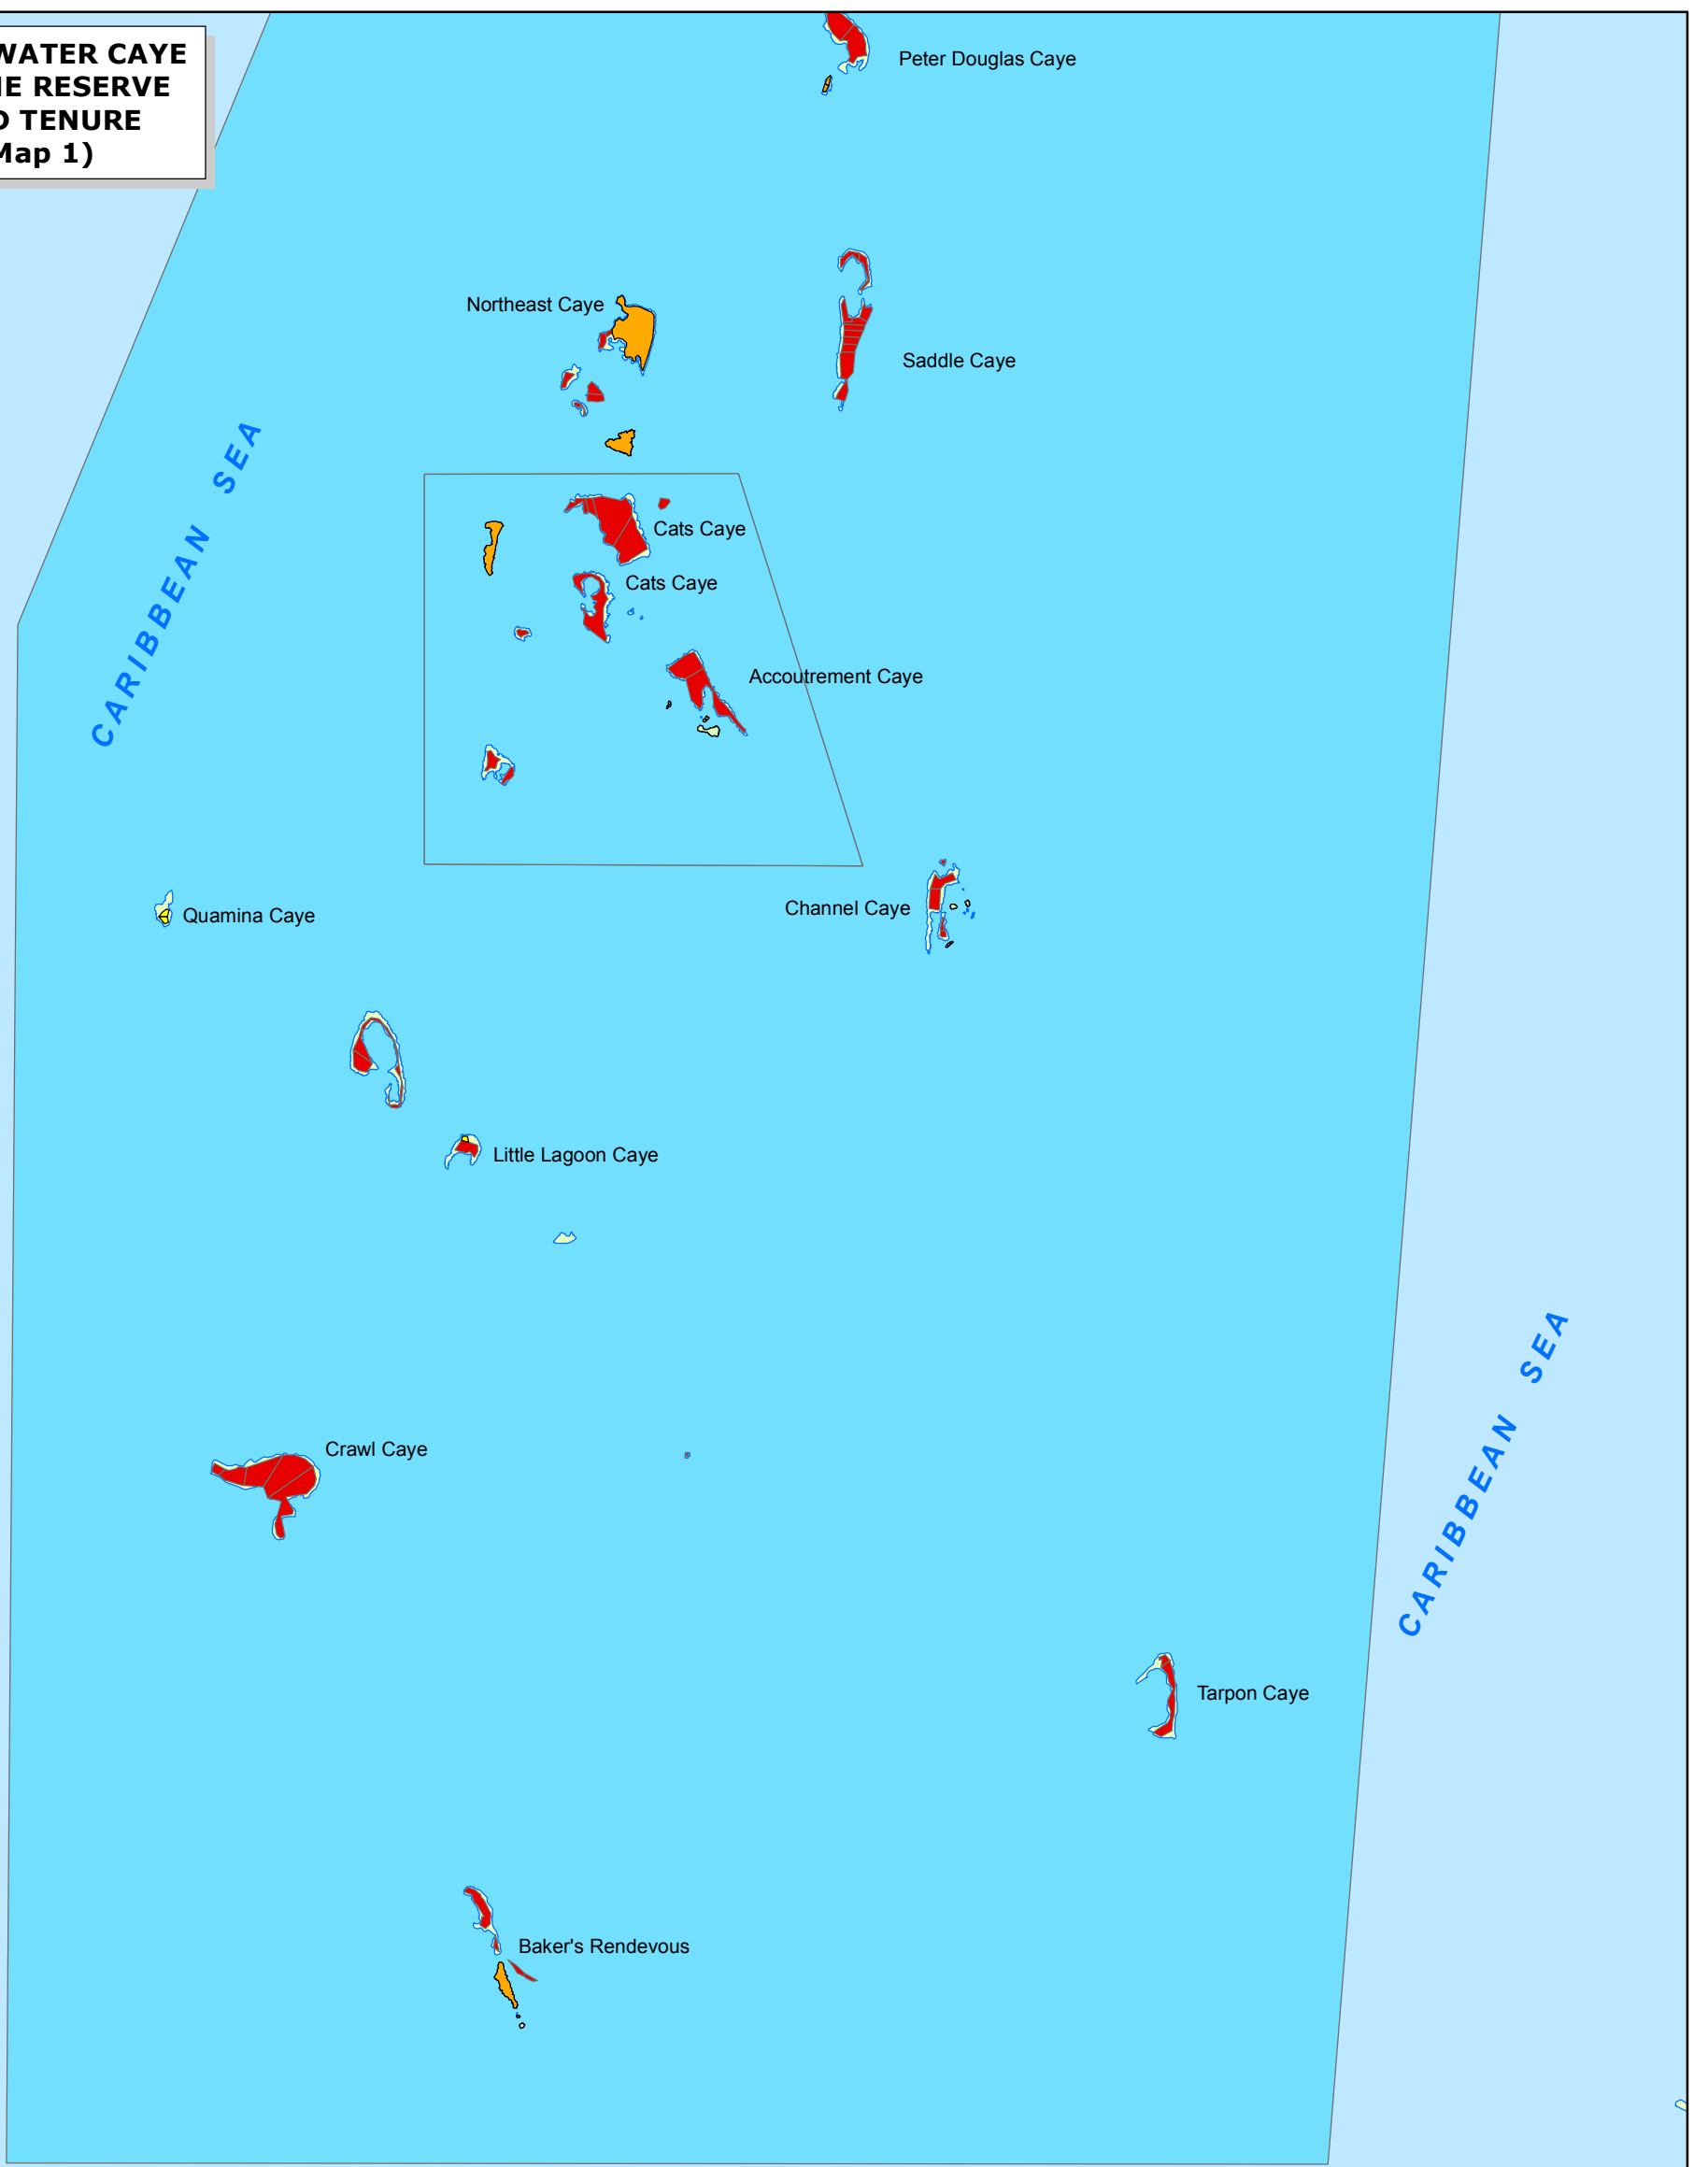 WATER CAYE
RESERVE
TENURE
Map 1)
Peter Douglas Caye
Northeast Caye
Saddle Caye
CARIBBEAN SEA
Cats Caye
Cats Caye
Accoutrement Caye
Channel Caye
Quamina Caye
Little Lagoon Caye
CARIBBEAN SEA
Crawl Caye
Tarpon Caye
Baker's Rendevous